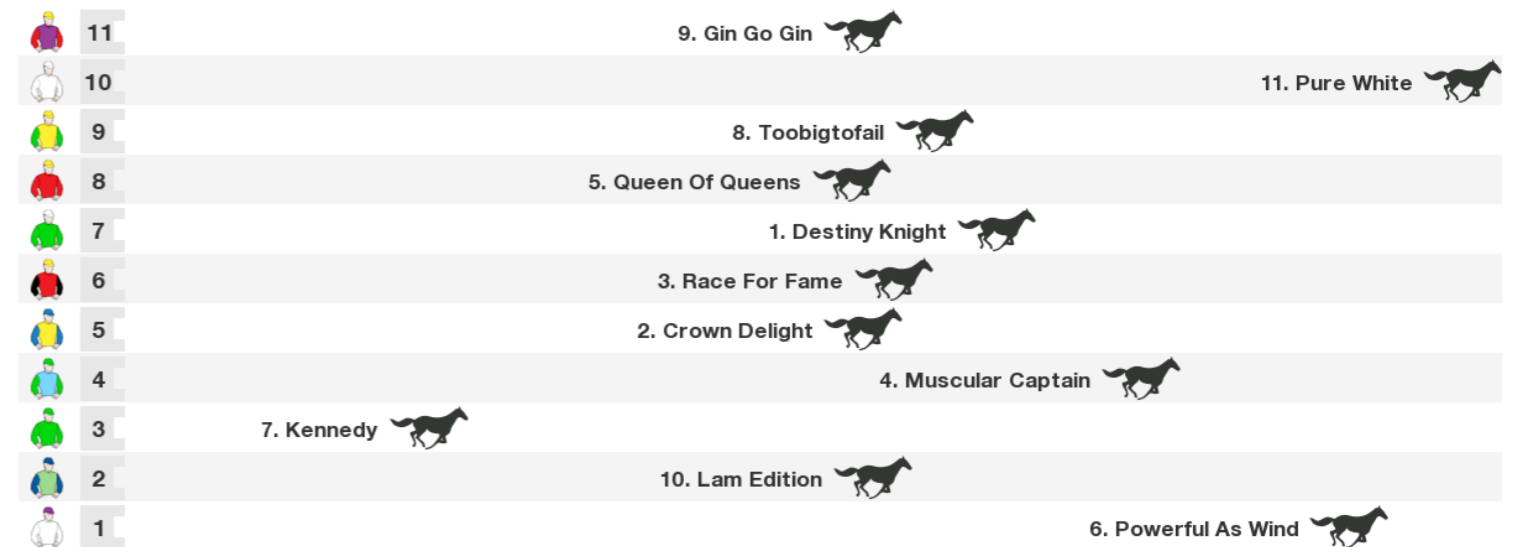 11 9. Gin Go Gin
10 11. Pure White
9 8. Toobigtofail
8 5. Queen Of Queens
7 1. Destiny Knight
6 3. Race For Fame
5 2. Crown Delight
4 4. Muscular Captain
3 7. Kennedy
2 10. Lam Edition
1 6. Powerful As Wind